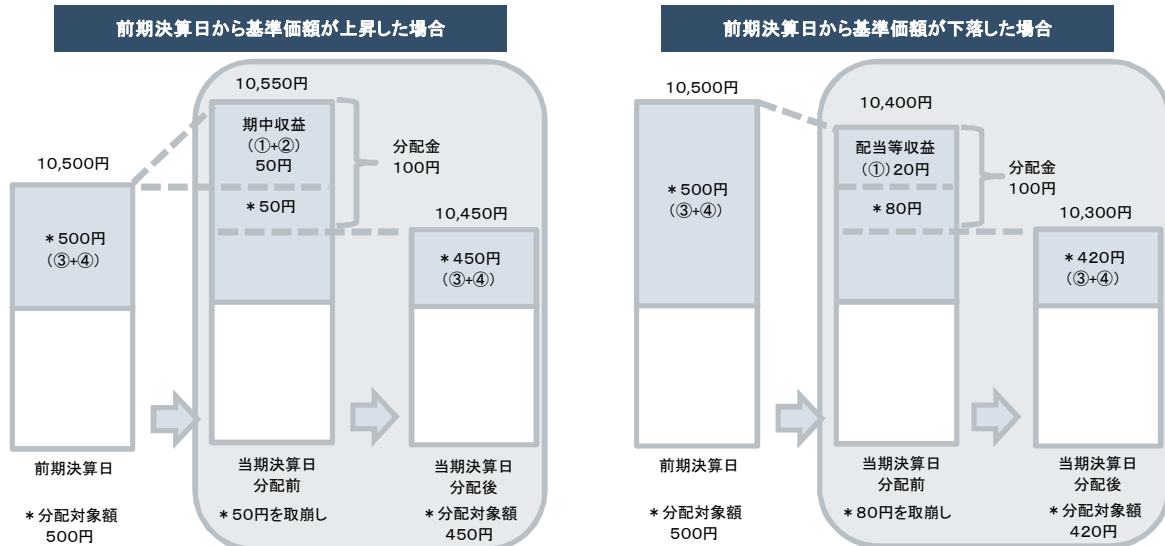 前期決算日から基準価額が上昇した場合
10,550円
期中収益
(①+②)
50円
分配金
100円
10,500円
*50円
10,450円
*500円
(③+④)
*450円
(③+④)
前期決算日
当期決算日
分配前
当期決算日
分配後
*分配対象額
500円
*50円を取崩し
*分配対象額
450円
前期決算日から基準価額が下落した場合
10,500円
10,400円
配当等収益
(①)20円
分配金
100円
*500円
(③+④)
*80円
10,300円
*420円
(③+④)
前期決算日
当期決算日
分配前
当期決算日
分配後
*分配対象額
500円
*80円を取崩し
*分配対象額
420円